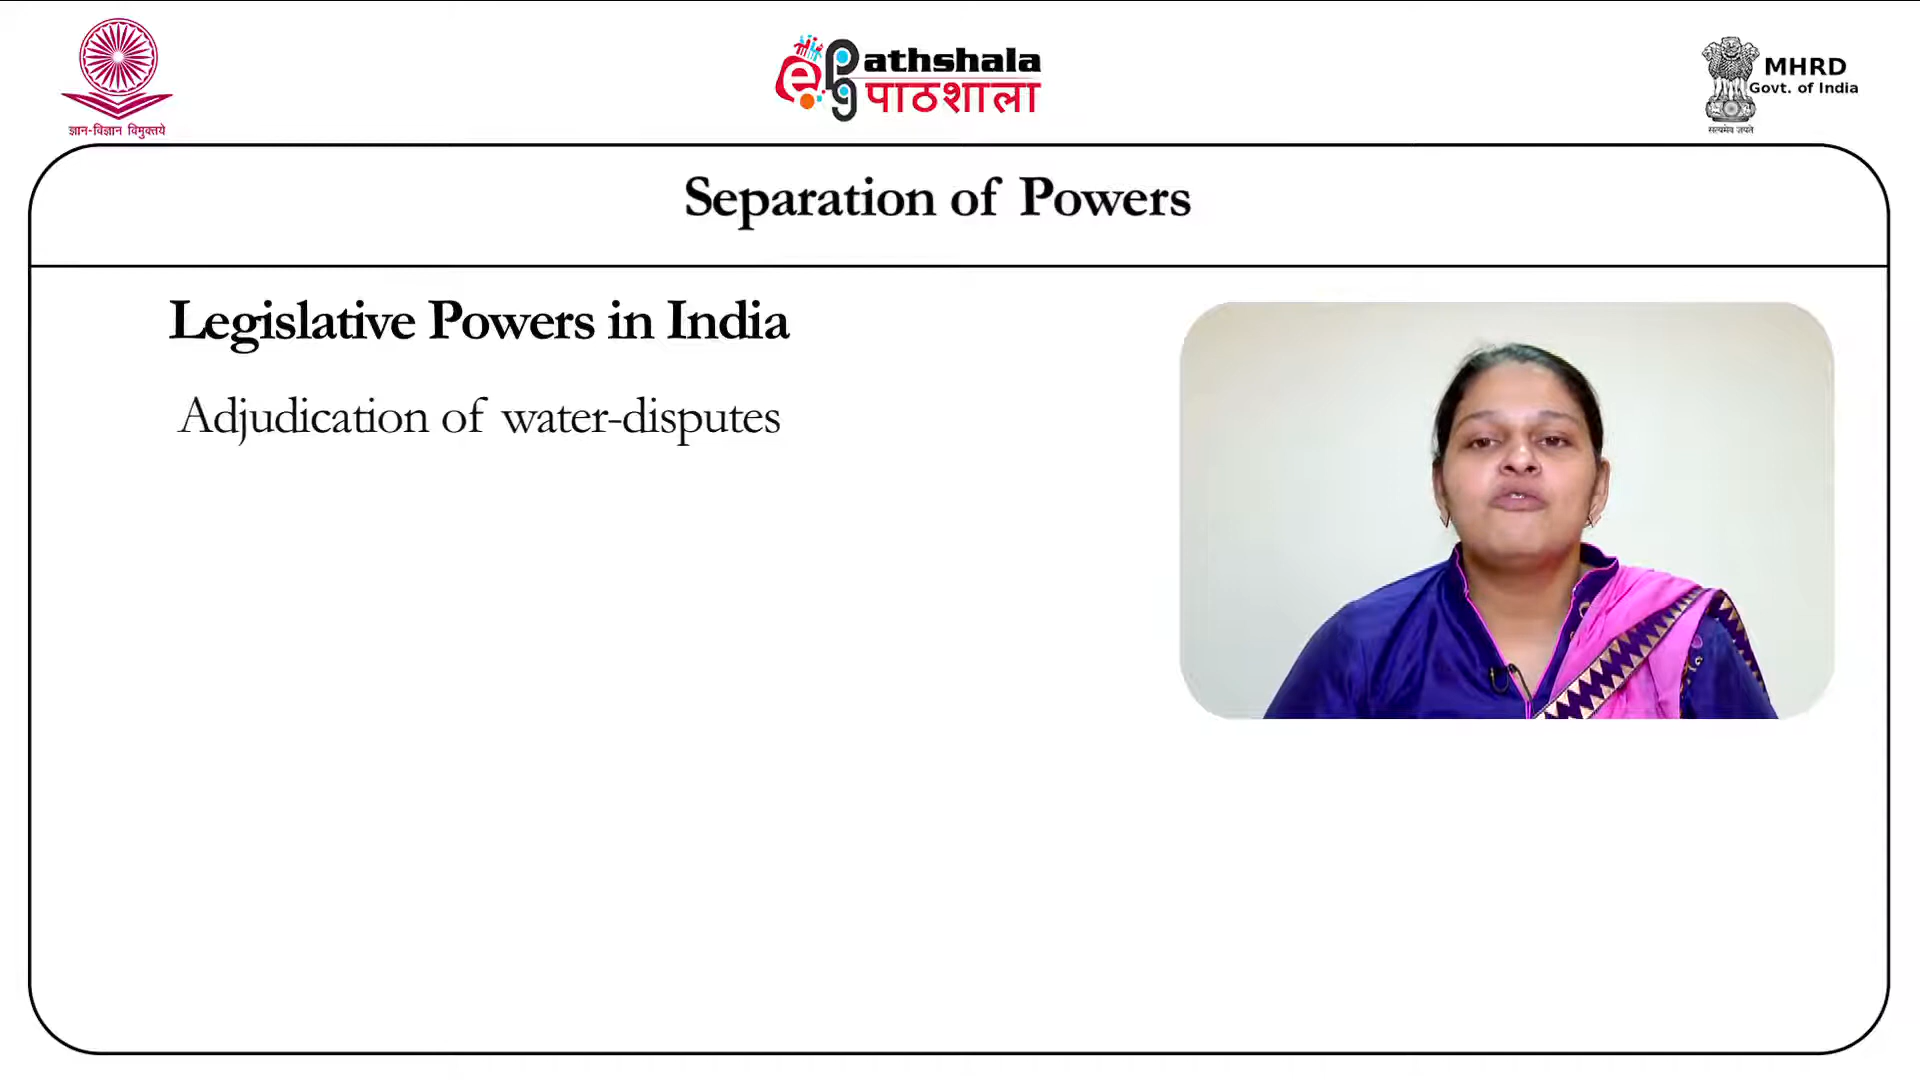 ज्ञान-विज्ञान विमुक्तये
ePathshala
पाठशाला
MHRD
Govt. of India
सत्यमेव जयते
Separation of Powers
Legislative Powers in India
Adjudication of water-disputes